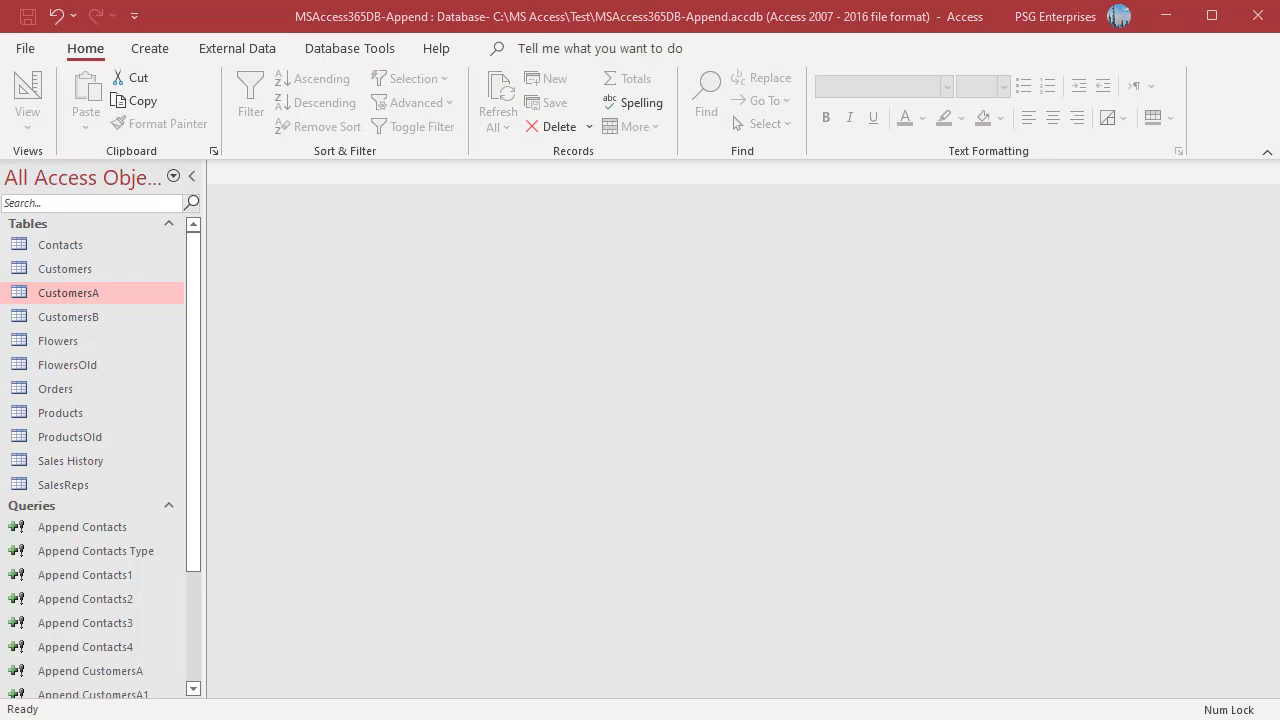 MSAccess365DB-Append : Database- C:\MS Access\Test\MSAccess365DB-Append.accdb (Access 2007 - 2016 file format) - Access
PSG Enterprises
File Home Create External Data Database Tools Help Tell me what you want to do
View
Views
Paste
Cut
Copy
Format Painter
Clipboard
Filter
Ascending
Descending
Remove Sort
Selection
Advanced
Toggle Filter
Sort & Filter
Refresh
All
New
Save
Delete
Totals
Spelling
More
Records
Find
Replace
Go To
Select
Find
B I U A
Text Formatting
All Access Obje...
Search...
Tables
Contacts
Customers
CustomersA
CustomersB
Flowers
FlowersOld
Orders
Products
ProductsOld
Sales History
SalesReps
Queries
Append Contacts
Append Contacts Type
Append Contacts1
Append Contacts2
Append Contacts3
Append Contacts4
Append CustomersA
Append CustomersA1
Ready
Num Lock